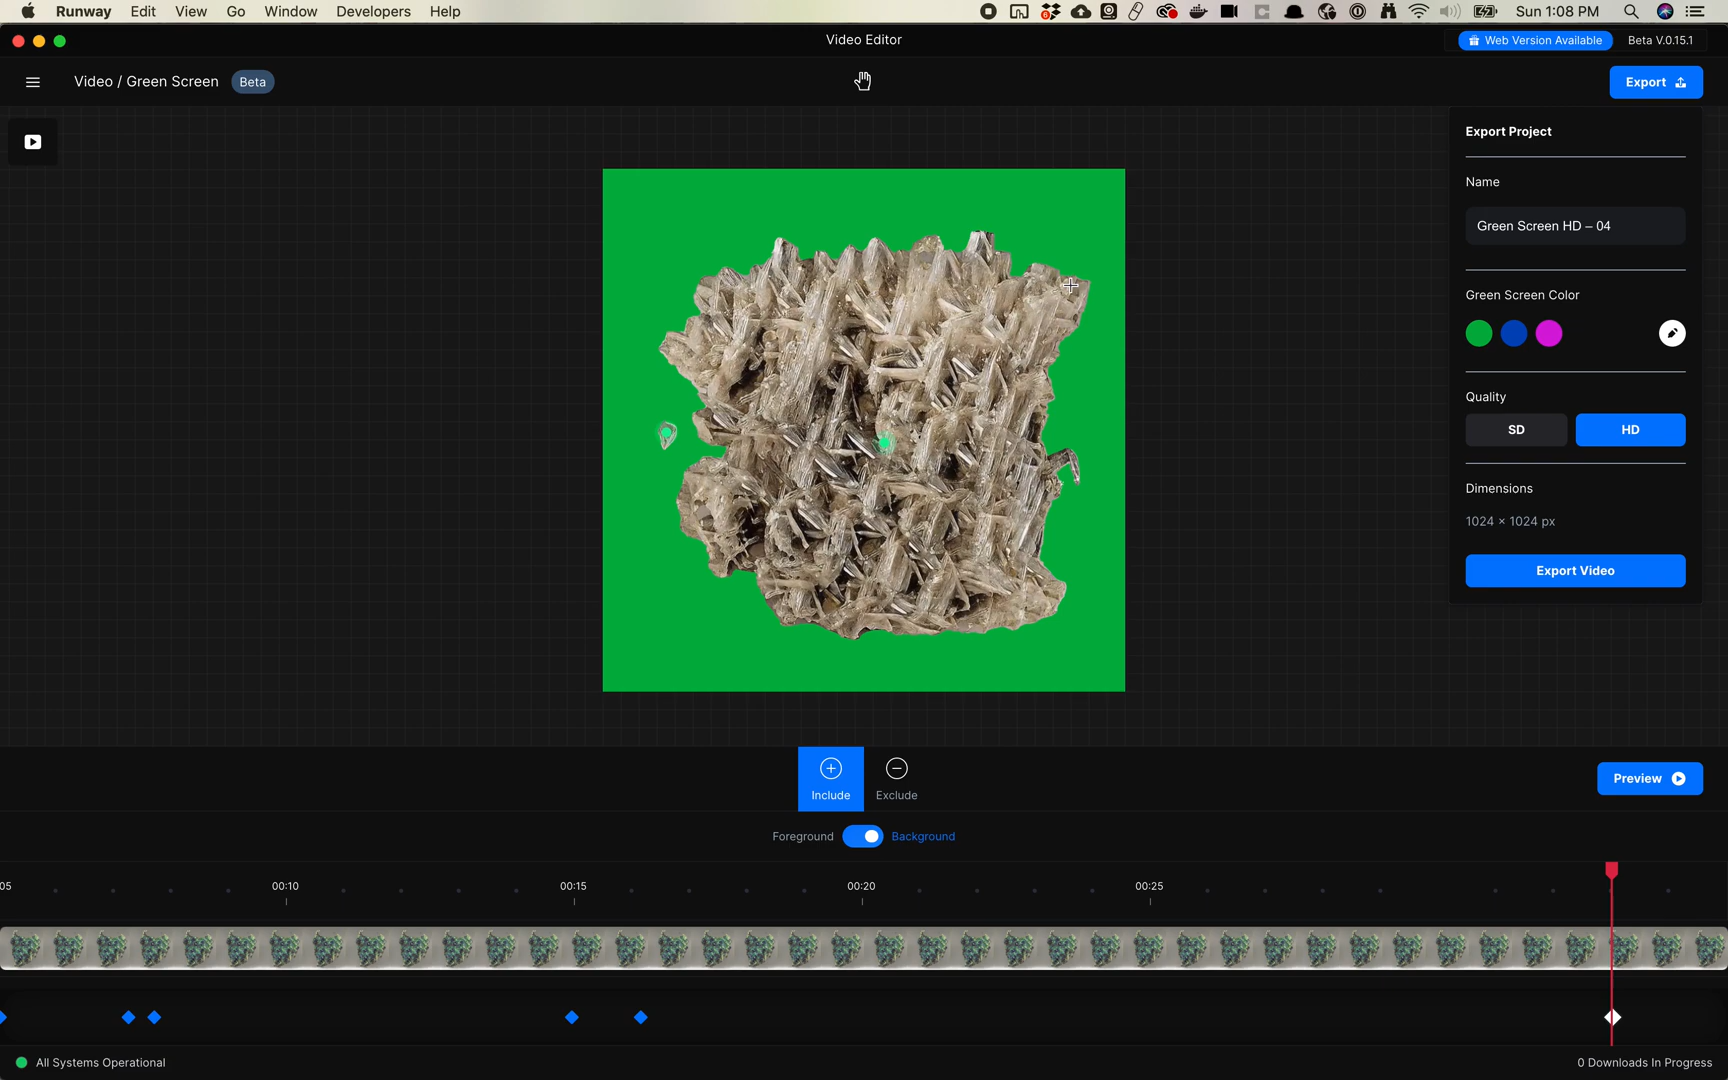 Runway Edit View Go Window Developers Help
Sun 1:08 PM
Video Editor
Web Version Available
Beta V.0.15.1
Video / Green Screen
Beta
Export
Export Project
Name
Green Screen HD – 04
Green Screen Color
Quality
SD
HD
Dimensions
1024 × 1024 px
Export Video
Include
Exclude
Preview
Foreground
Background
05
00:10
00:15
00:20
00:25
All Systems Operational
0 Downloads In Progress